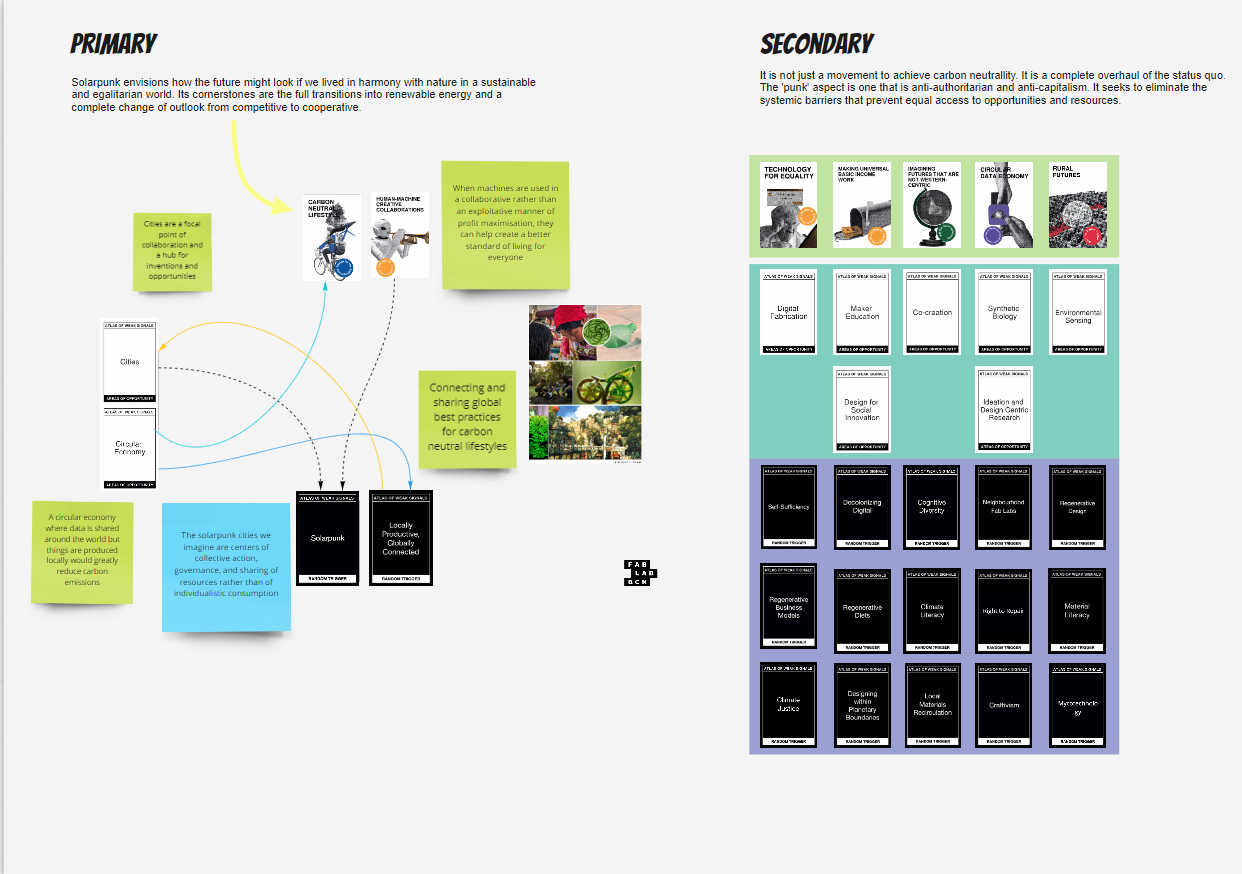 PRIMARY
Solarpunk envisions how the future might look if we lived in harmony with nature in a sustainable
and egalitarian world. Its cornerstones are the full transitions into renewable energy and a
complete change of outlook from competitive to cooperative.
Cities are a focal
point of
collaboration and
a hub for
inventions and
opportunities
CARBON
NEUTRAL
LIFESTYLE
HUMAN-MACHINE
CREATIVE
COLLABORATIONS
When machines are used in
a collaborative rather than
an exploitative manner of
profit maximisation, they
can help create a better
standard of living for
everyone
ATLAS OF WEAK SIGNALS
Cities
AREAS OF OPPORTUNITY
ATLAS OF WEAK SIGNALS
Circular
Economy
AREAS OF OPPORTUNITY
Connecting and
sharing global
best practices
for carbon
neutral lifestyles
A circular economy
where data is shared
around the world but
things are produced
locally would greatly
reduce carbon
emissions
The solarpunk cities we
imagine are centers of
collective action,
governance, and sharing of
resources rather than of
individualistic consumption
ATLAS OF WEAK SIGNALS
Solarpunk
RANDOM TRIGGER
ATLAS OF WEAK SIGNALS
Locally
Productive,
Globally
Connected
RANDOM TRIGGER
FAB
LAB
BCN
SECONDARY
It is not just a movement to achieve carbon neutrallity. It is a complete overhaul of the status quo.
The 'punk' aspect is one that is anti-authoritarian and anti-capitalism. It seeks to eliminate the
systemic barriers that prevent equal access to opportunities and resources.
TECHNOLOGY
FOR EQUALITY
MAKING UNIVERSAL
BASIC INCOME
WORK
IMAGINING
FUTURES THAT ARE
NOT WESTERN-
CENTRIC
CIRCULAR
DATA ECONOMY
RURAL
FUTURES
ATLAS OF WEAK SIGNALS
Digital
Fabrication
AREAS OF OPPORTUNITY
ATLAS OF WEAK SIGNALS
Maker
Education
AREAS OF OPPORTUNITY
ATLAS OF WEAK SIGNALS
Co-creation
AREAS OF OPPORTUNITY
ATLAS OF WEAK SIGNALS
Synthetic
Biology
AREAS OF OPPORTUNITY
ATLAS OF WEAK SIGNALS
Environmental
Sensing
AREAS OF OPPORTUNITY
ATLAS OF WEAK SIGNALS
Design for
Social
Innovation
AREAS OF OPPORTUNITY
ATLAS OF WEAK SIGNALS
Ideation and
Design Centric
Research
AREAS OF OPPORTUNITY
ATLAS OF WEAK SIGNALS
Self-Sufficiency
RANDOM TRIGGER
ATLAS OF WEAK SIGNALS
Decolonizing
Digital
RANDOM TRIGGER
ATLAS OF WEAK SIGNALS
Cognitive
Diversity
RANDOM TRIGGER
ATLAS OF WEAK SIGNALS
Neighbourhood
Fab Labs
RANDOM TRIGGER
ATLAS OF WEAK SIGNALS
Regenerative
Design
RANDOM TRIGGER
ATLAS OF WEAK SIGNALS
Regenerative
Business
Models
RANDOM TRIGGER
ATLAS OF WEAK SIGNALS
Regenerative
Diets
RANDOM TRIGGER
ATLAS OF WEAK SIGNALS
Climate
Literacy
RANDOM TRIGGER
ATLAS OF WEAK SIGNALS
Right to Repair
RANDOM TRIGGER
ATLAS OF WEAK SIGNALS
Material
Literacy
RANDOM TRIGGER
ATLAS OF WEAK SIGNALS
Climate
Justice
RANDOM TRIGGER
ATLAS OF WEAK SIGNALS
Designing
within
Planetary
Boundaries
RANDOM TRIGGER
ATLAS OF WEAK SIGNALS
Local
Materials
Recirculation
RANDOM TRIGGER
ATLAS OF WEAK SIGNALS
Craftivism
RANDOM TRIGGER
ATLAS OF WEAK SIGNALS
Mycotechnolo
gy
RANDOM TRIGGER